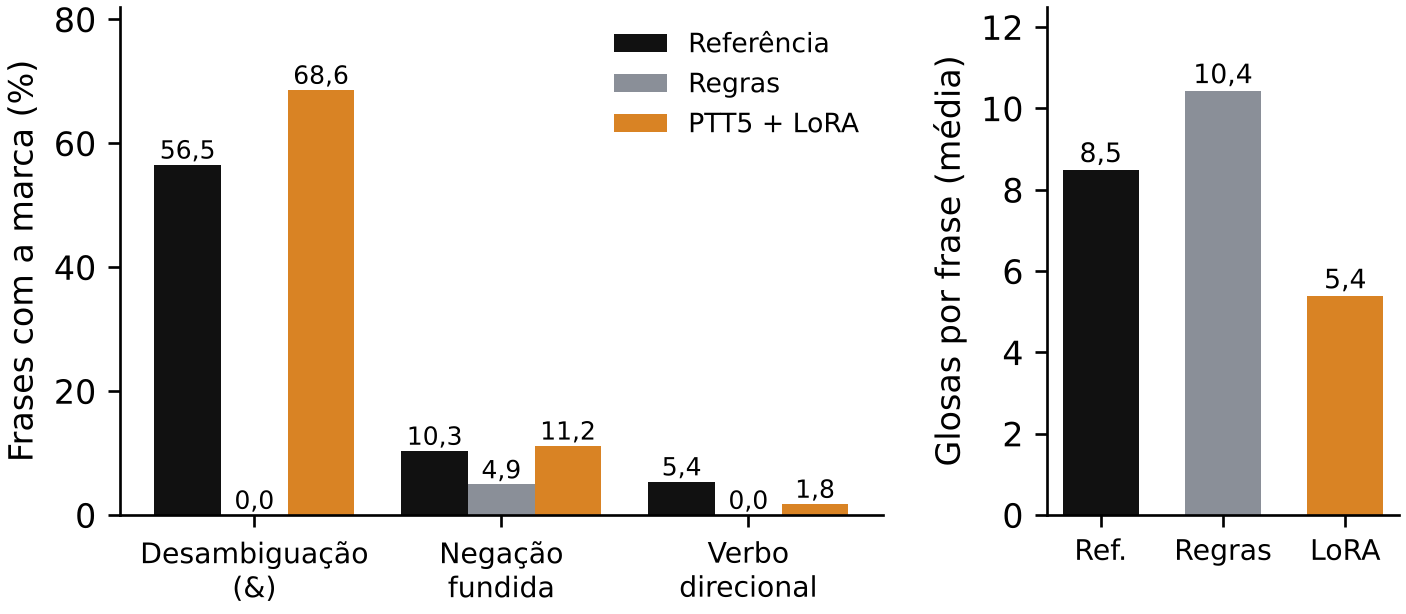 Frases com a marca (%)
80
60
40
20
0
56,5
0,0
68,6
10,3
4,9
11,2
5,4
0,0
1,8
Desambiguação
(&)
Negação
fundida
Verbo
direcional
Referência
Regras
PTT5 + LoRA
Glosas por frase (média)
12
10
8
6
4
2
0
8,5
10,4
5,4
Ref.
Regras
LoRA